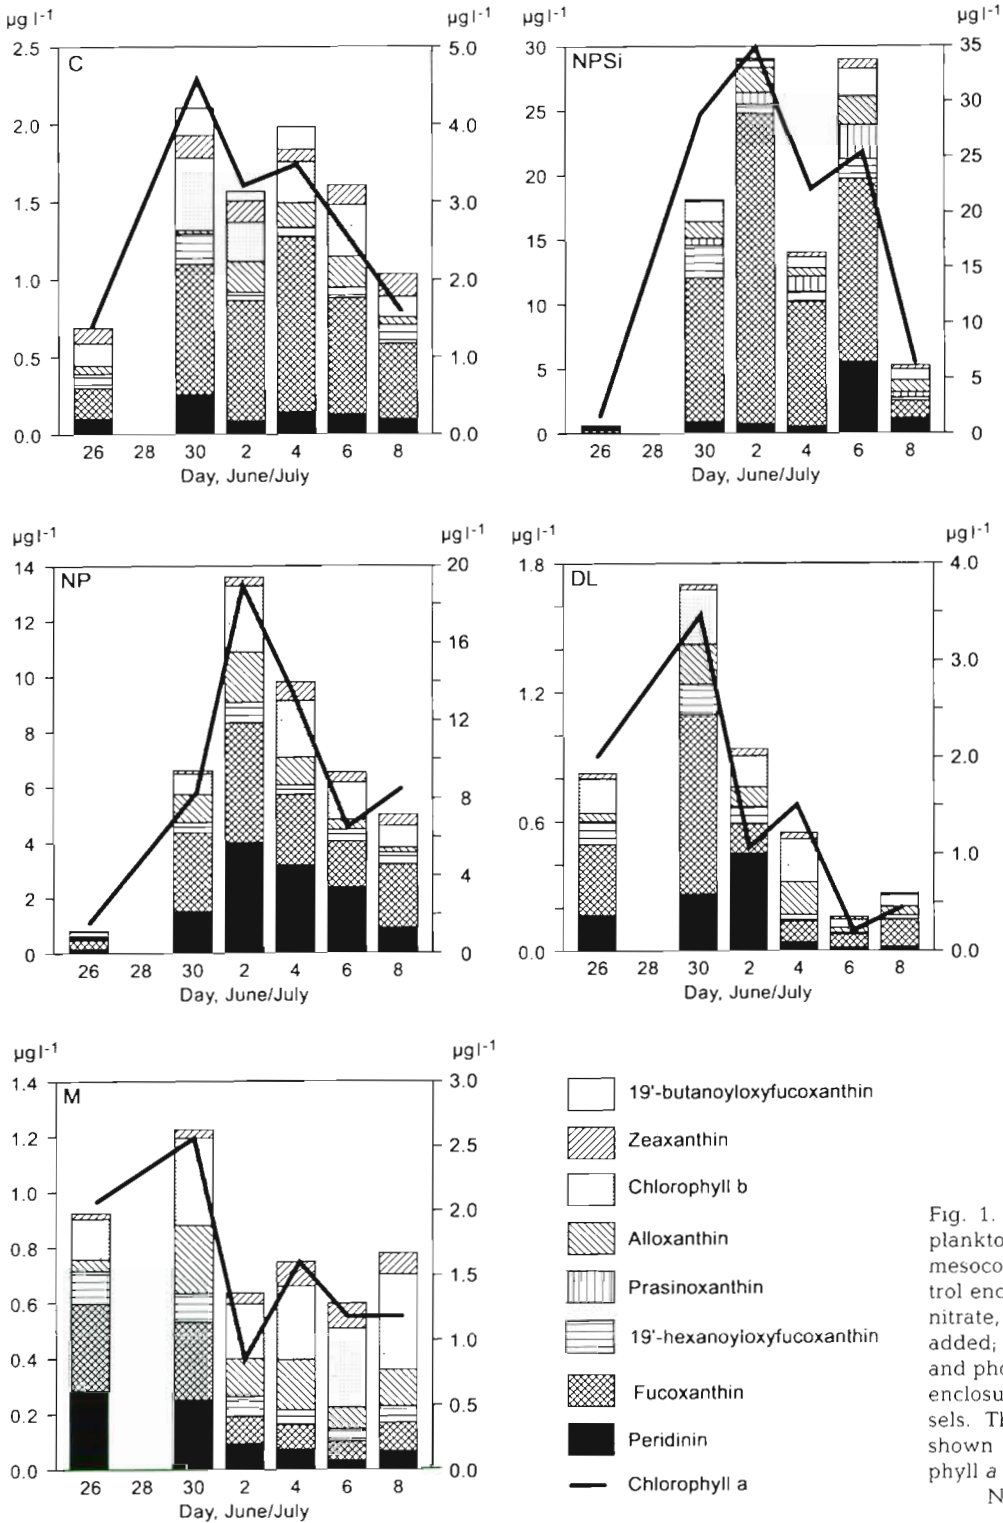 µg l⁻¹ µg l⁻¹
C
2.5 2.0 1.5 1.0 0.5 0.0
5.0 4.0 3.0 2.0 1.0 0.0
26 28 30 2 4 6 8
Day, June/July
µg l⁻¹ µg l⁻¹
NPSi
30 25 20 15 10 5 0
35 30 25 20 15 10 5 0
26 28 30 2 4 6 8
Day, June/July
µg l⁻¹ µg l⁻¹
NP
14 12 10 8 6 4 2 0
20 16 12 8 4 0
26 28 30 2 4 6 8
Day, June/July
µg l⁻¹ µg l⁻¹
DL
1.8 1.2 0.6 0.0
4.0 3.0 2.0 1.0 0.0
26 28 30 2 4 6 8
Day, June/July
µg l⁻¹ µg l⁻¹
M
1.4 1.2 1.0 0.8 0.6 0.4 0.2 0.0
3.0 2.5 2.0 1.5 1.0 0.5 0.0
26 28 30 2 4 6 8
Day, June/July
19'-butanoyloxyfucoxanthin
Zeaxanthin
Chlorophyll b
Alloxanthin
Prasinoxanthin
19'-hexanoyloxyfucoxanthin
Fucoxanthin
Peridinin
Chlorophyll a
Fig. 1.
plankto
mesoco
trol enc
nitrate,
added;
and pho
enclosu
sels. Th
shown
phyll a
N